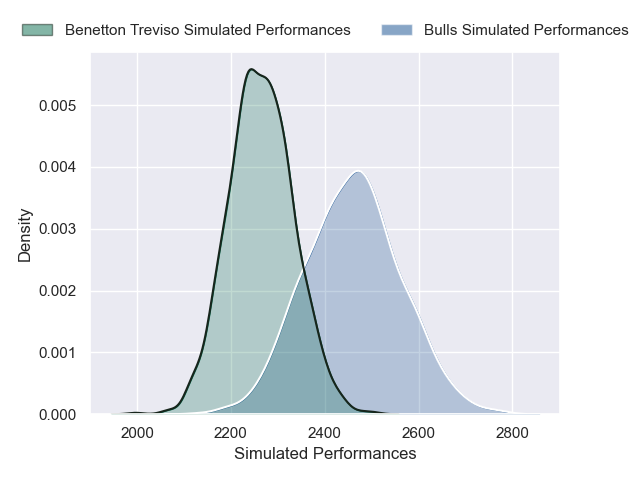 Benetton Treviso Simulated Performances
Bulls Simulated Performances
Density
0.005
0.004
0.003
0.002
0.001
0.000
2000
2200
2400
2600
2800
Simulated Performances